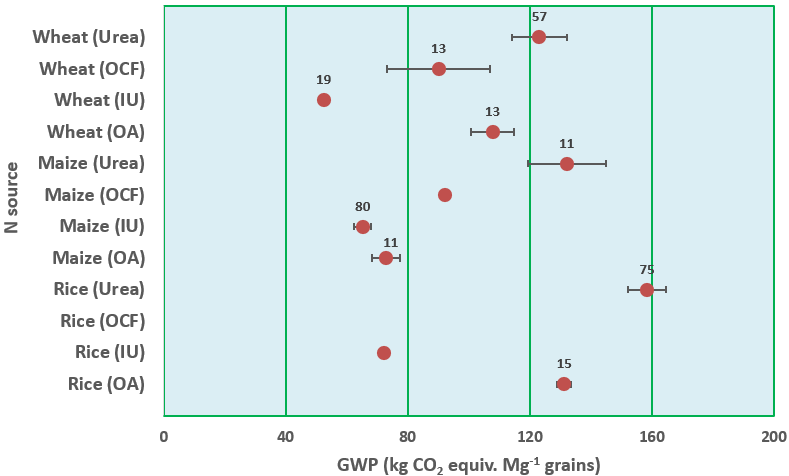 57
Wheat (Urea)
13
Wheat (OCF)
19
Wheat (IU)
13
Wheat (OA)
11
Maize (Urea)
Maize (OCF)
80
Maize (IU)
11
Maize (OA)
75
Rice (Urea)
Rice (OCF)
Rice (IU)
15
Rice (OA)
N source
0 40 80 120 160 200
GWP (kg CO₂ equiv. Mg⁻¹ grains)